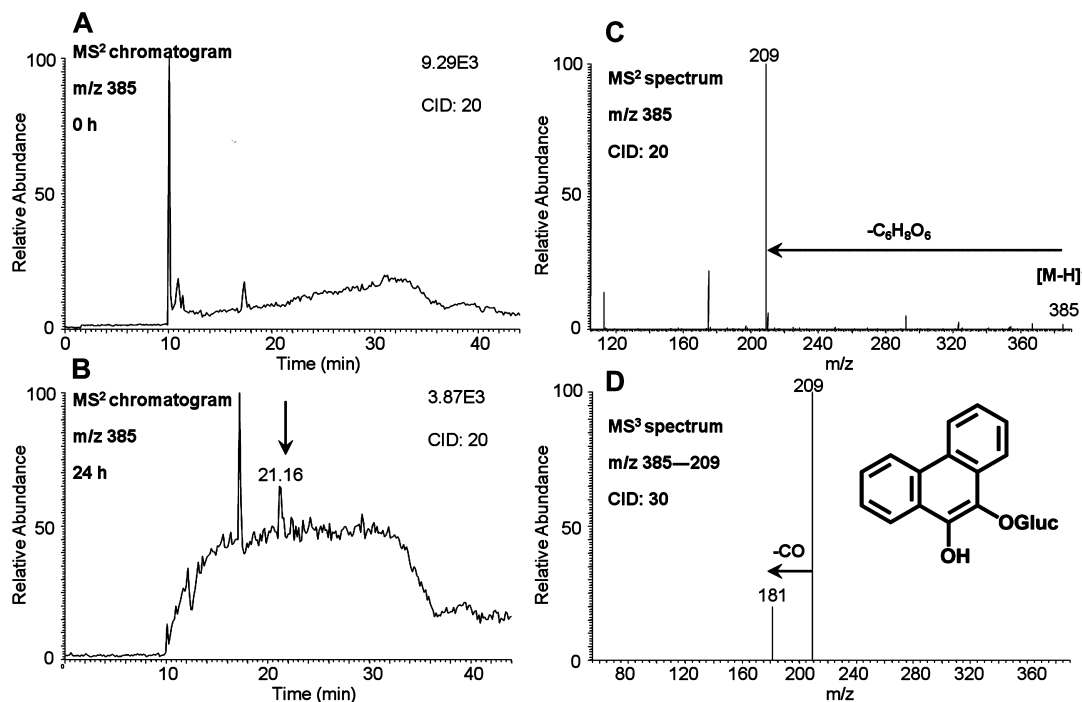 A
MS² chromatogram
m/z 385
0 h
9.29E3
CID: 20
100
50
0
Relative Abundance
0 10 20 30 40
Time (min)
B
MS² chromatogram
m/z 385
24 h
3.87E3
CID: 20
21.16
100
50
0
Relative Abundance
0 10 20 30 40
Time (min)
C
209
MS² spectrum
m/z 385
CID: 20
-C₆H₈O₆
[M-H]
385
100
50
0
Relative Abundance
120 160 200 240 280 320 360
m/z
D
209
MS³ spectrum
m/z 385—209
CID: 30
-CO
181
OGluc
OH
100
50
0
Relative Abundance
80 120 160 200 240 280 320 360
m/z